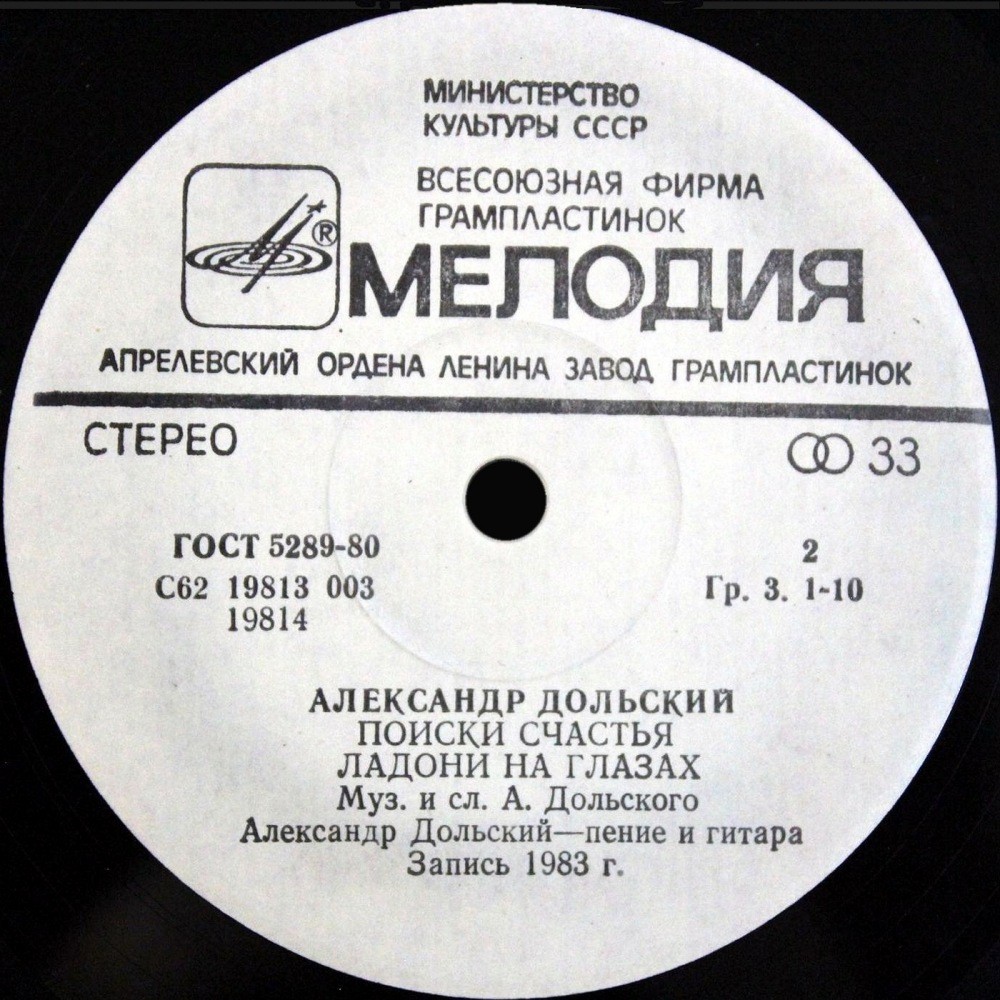 МИНИСТЕРСТВО
КУЛЬТУРЫ СССР
ВСЕСОЮЗНАЯ ФИРМА
ГРАМПЛАСТИНОК
®
МЕЛОДИЯ
АПРЕЛЕВСКИЙ ОРДЕНА ЛЕНИНА ЗАВОД ГРАМПЛАСТИНОК
СТЕРЕО
33
ГОСТ 5289-80
2
С62 19813 003
Гр. 3. 1-10
19814
АЛЕКСАНДР ДОЛЬСКИЙ
ПОИСКИ СЧАСТЬЯ
ЛАДОНИ НА ГЛАЗАХ
Муз. и сл. А. Дольского
Александр Дольский—пение и гитара
Запись 1983 г.